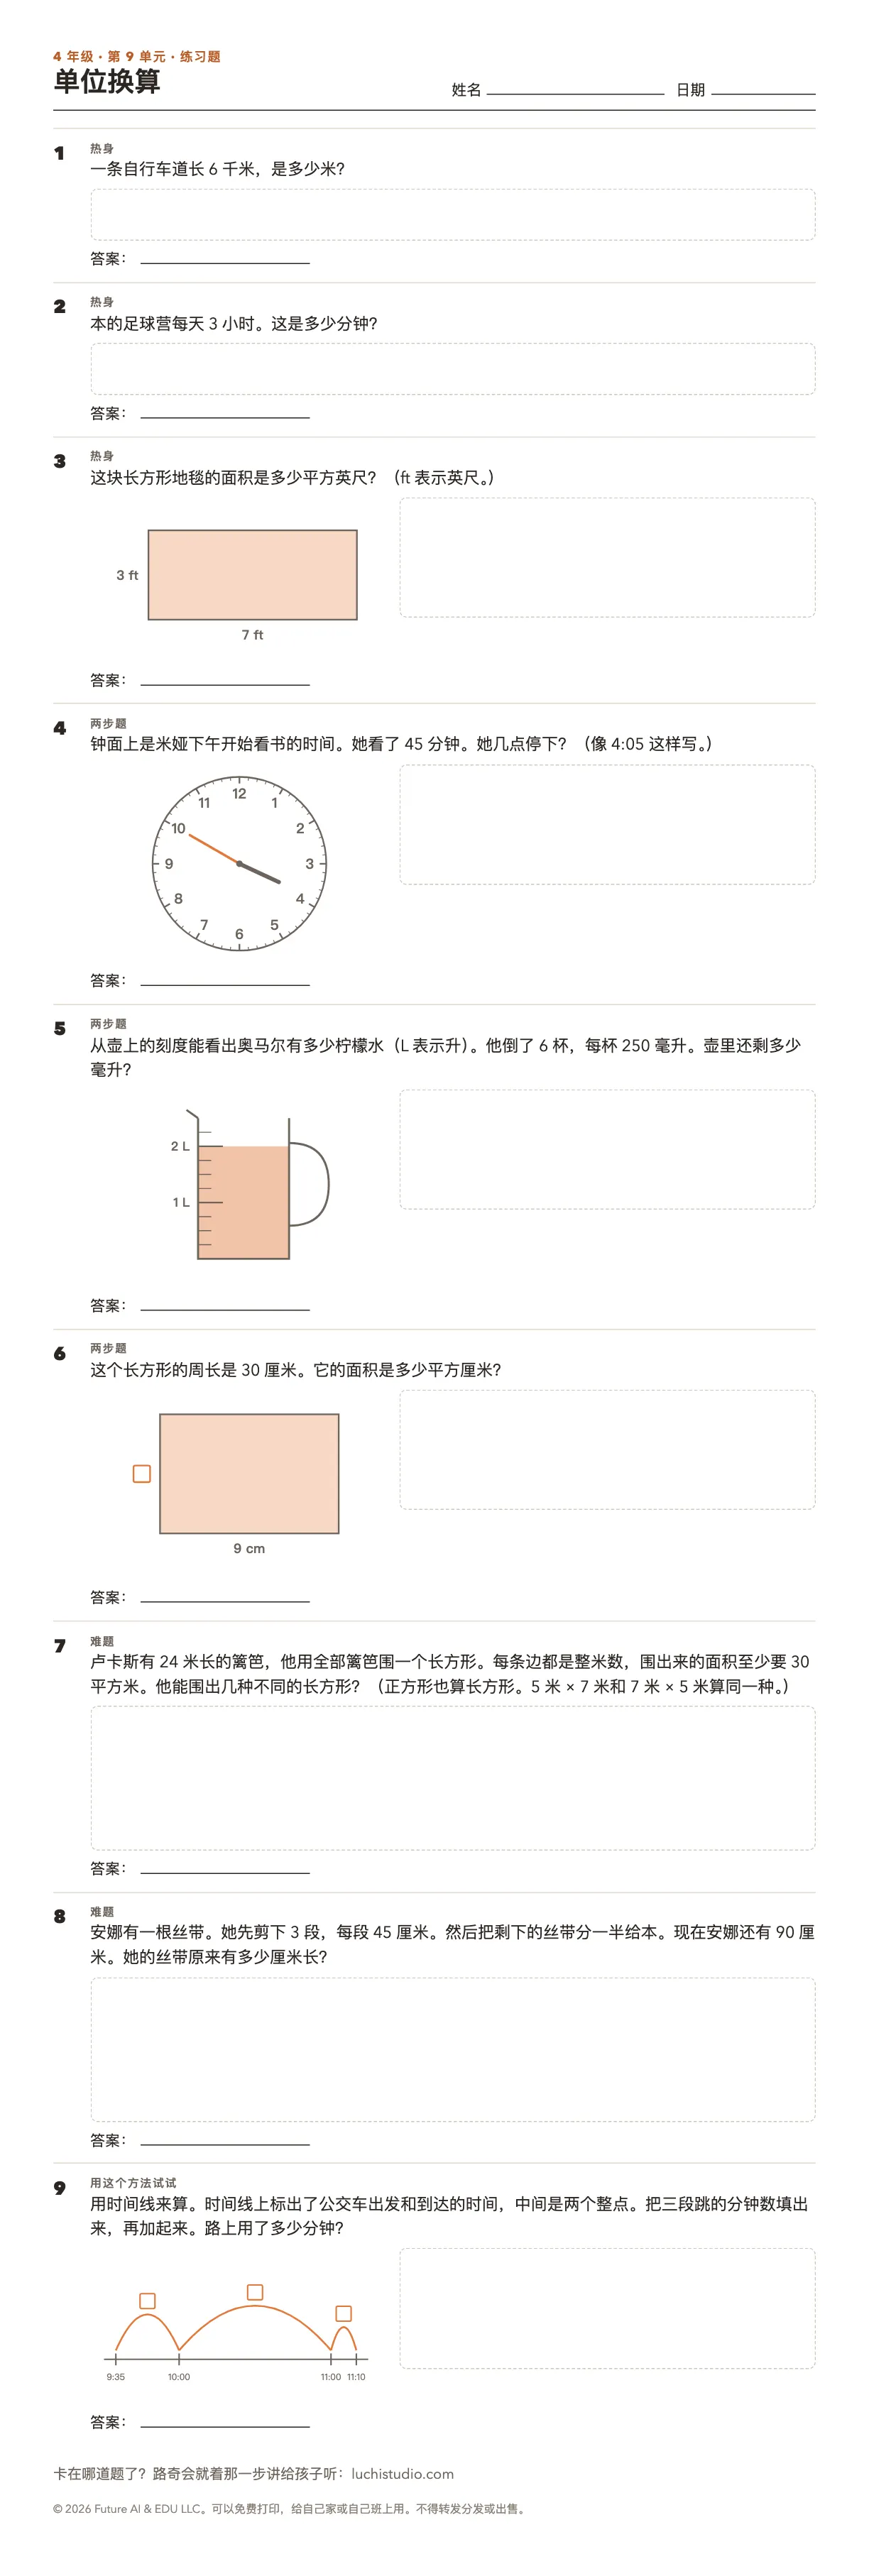 4 年级 · 第 9 单元 · 练习题
单位换算
姓名
日期
1
热身
一条自行车道长 6 千米，是多少米？
答案：
2
热身
本的足球营每天 3 小时。这是多少分钟？
答案：
3
热身
这块长方形地毯的面积是多少平方英尺？（ft 表示英尺。）
3 ft
7 ft
答案：
4
两步题
钟面上是米娅下午开始看书的时间。她看了 45 分钟。她几点停下？（像 4:05 这样写。）
12
11
1
10
2
9
3
8
4
7
5
6
答案：
5
两步题
从壶上的刻度能看出奥马尔有多少柠檬水（L 表示升）。他倒了 6 杯，每杯 250 毫升。壶里还剩多少
毫升？
2 L
1 L
答案：
6
两步题
这个长方形的周长是 30 厘米。它的面积是多少平方厘米？
9 cm
答案：
7
难题
卢卡斯有 24 米长的篱笆，他用全部篱笆围一个长方形。每条边都是整米数，围出来的面积至少要 30
平方米。他能围出几种不同的长方形？（正方形也算长方形。5 米 × 7 米和 7 米 × 5 米算同一种。）
答案：
8
难题
安娜有一根丝带。她先剪下 3 段，每段 45 厘米。然后把剩下的丝带分一半给本。现在安娜还有 90 厘
米。她的丝带原来有多少厘米长？
答案：
9
用这个方法试试
用时间线来算。时间线上标出了公交车出发和到达的时间，中间是两个整点。把三段跳的分钟数填出
来，再加起来。路上用了多少分钟？
9:35 10:00 11:00 11:10
答案：
卡在哪道题了？路奇会就着那一步讲给孩子听：luchistudio.com
© 2026 Future AI & EDU LLC。可以免费打印，给自己家或自己班上用。不得转发分发或出售。